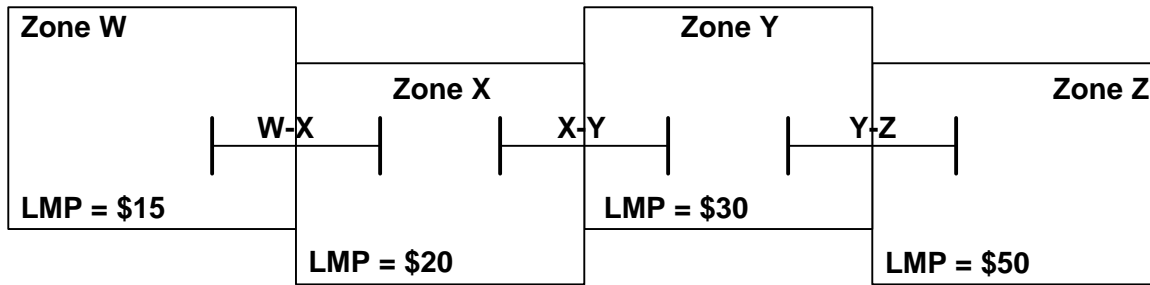 Zone W
Zone X
Zone Y
Zone Z
W-X
X-Y
Y-Z
LMP = $15
LMP = $20
LMP = $30
LMP = $50